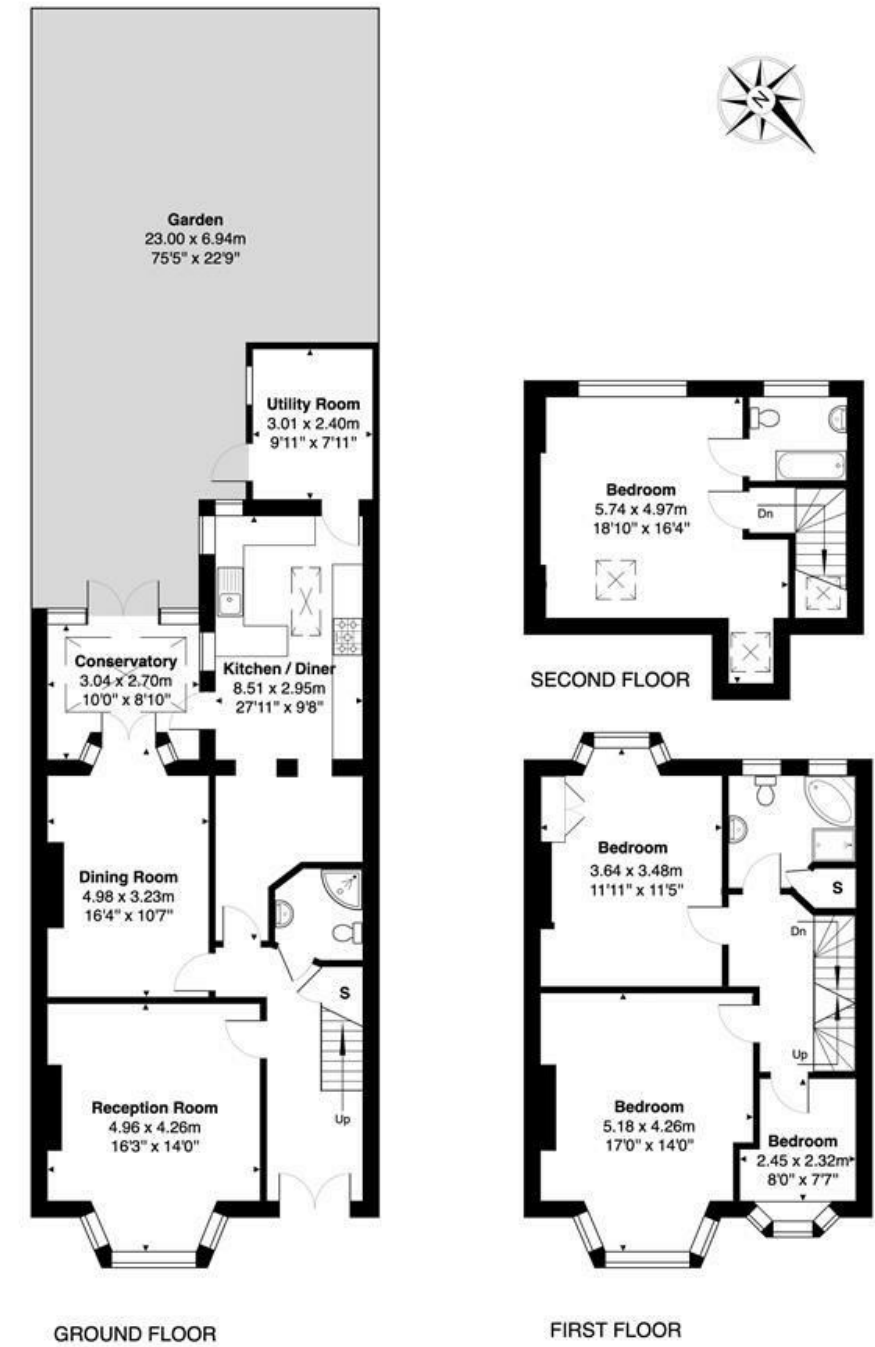 N
Garden
23.00 x 6.94m
75'5" x 22'9"
Utility Room
3.01 x 2.40m
9'11" x 7'11"
Conservatory
3.04 x 2.70m
10'0" x 8'10"
Kitchen / Diner
8.51 x 2.95m
27'11" x 9'8"
Dining Room
4.98 x 3.23m
16'4" x 10'7"
S
Up
Reception Room
4.96 x 4.26m
16'3" x 14'0"
GROUND FLOOR
Bedroom
5.74 x 4.97m
18'10" x 16'4"
Dn
SECOND FLOOR
Bedroom
3.64 x 3.48m
11'11" x 11'5"
S
Dn
Up
Bedroom
5.18 x 4.26m
17'0" x 14'0"
Bedroom
2.45 x 2.32m
8'0" x 7'7"
FIRST FLOOR